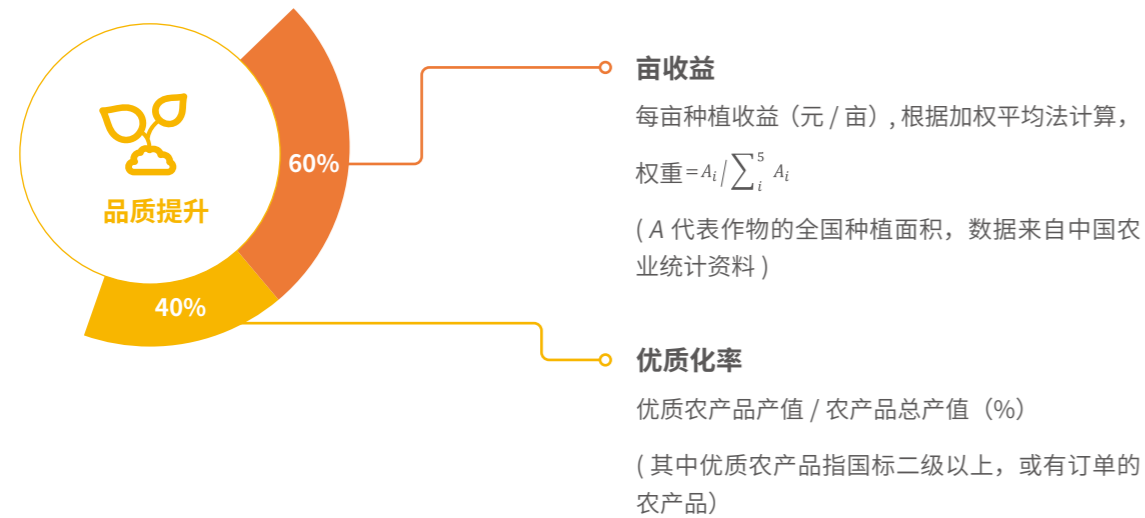 品质提升
60%
40%
亩收益
每亩种植收益（元 / 亩）, 根据加权平均法计算，
权重=Aᵢ/∑ᵢ⁵ Aᵢ
( A 代表作物的全国种植面积，数据来自中国农
业统计资料 )
优质化率
优质农产品产值 / 农产品总产值（%）
( 其中优质农产品指国标二级以上，或有订单的
农产品）